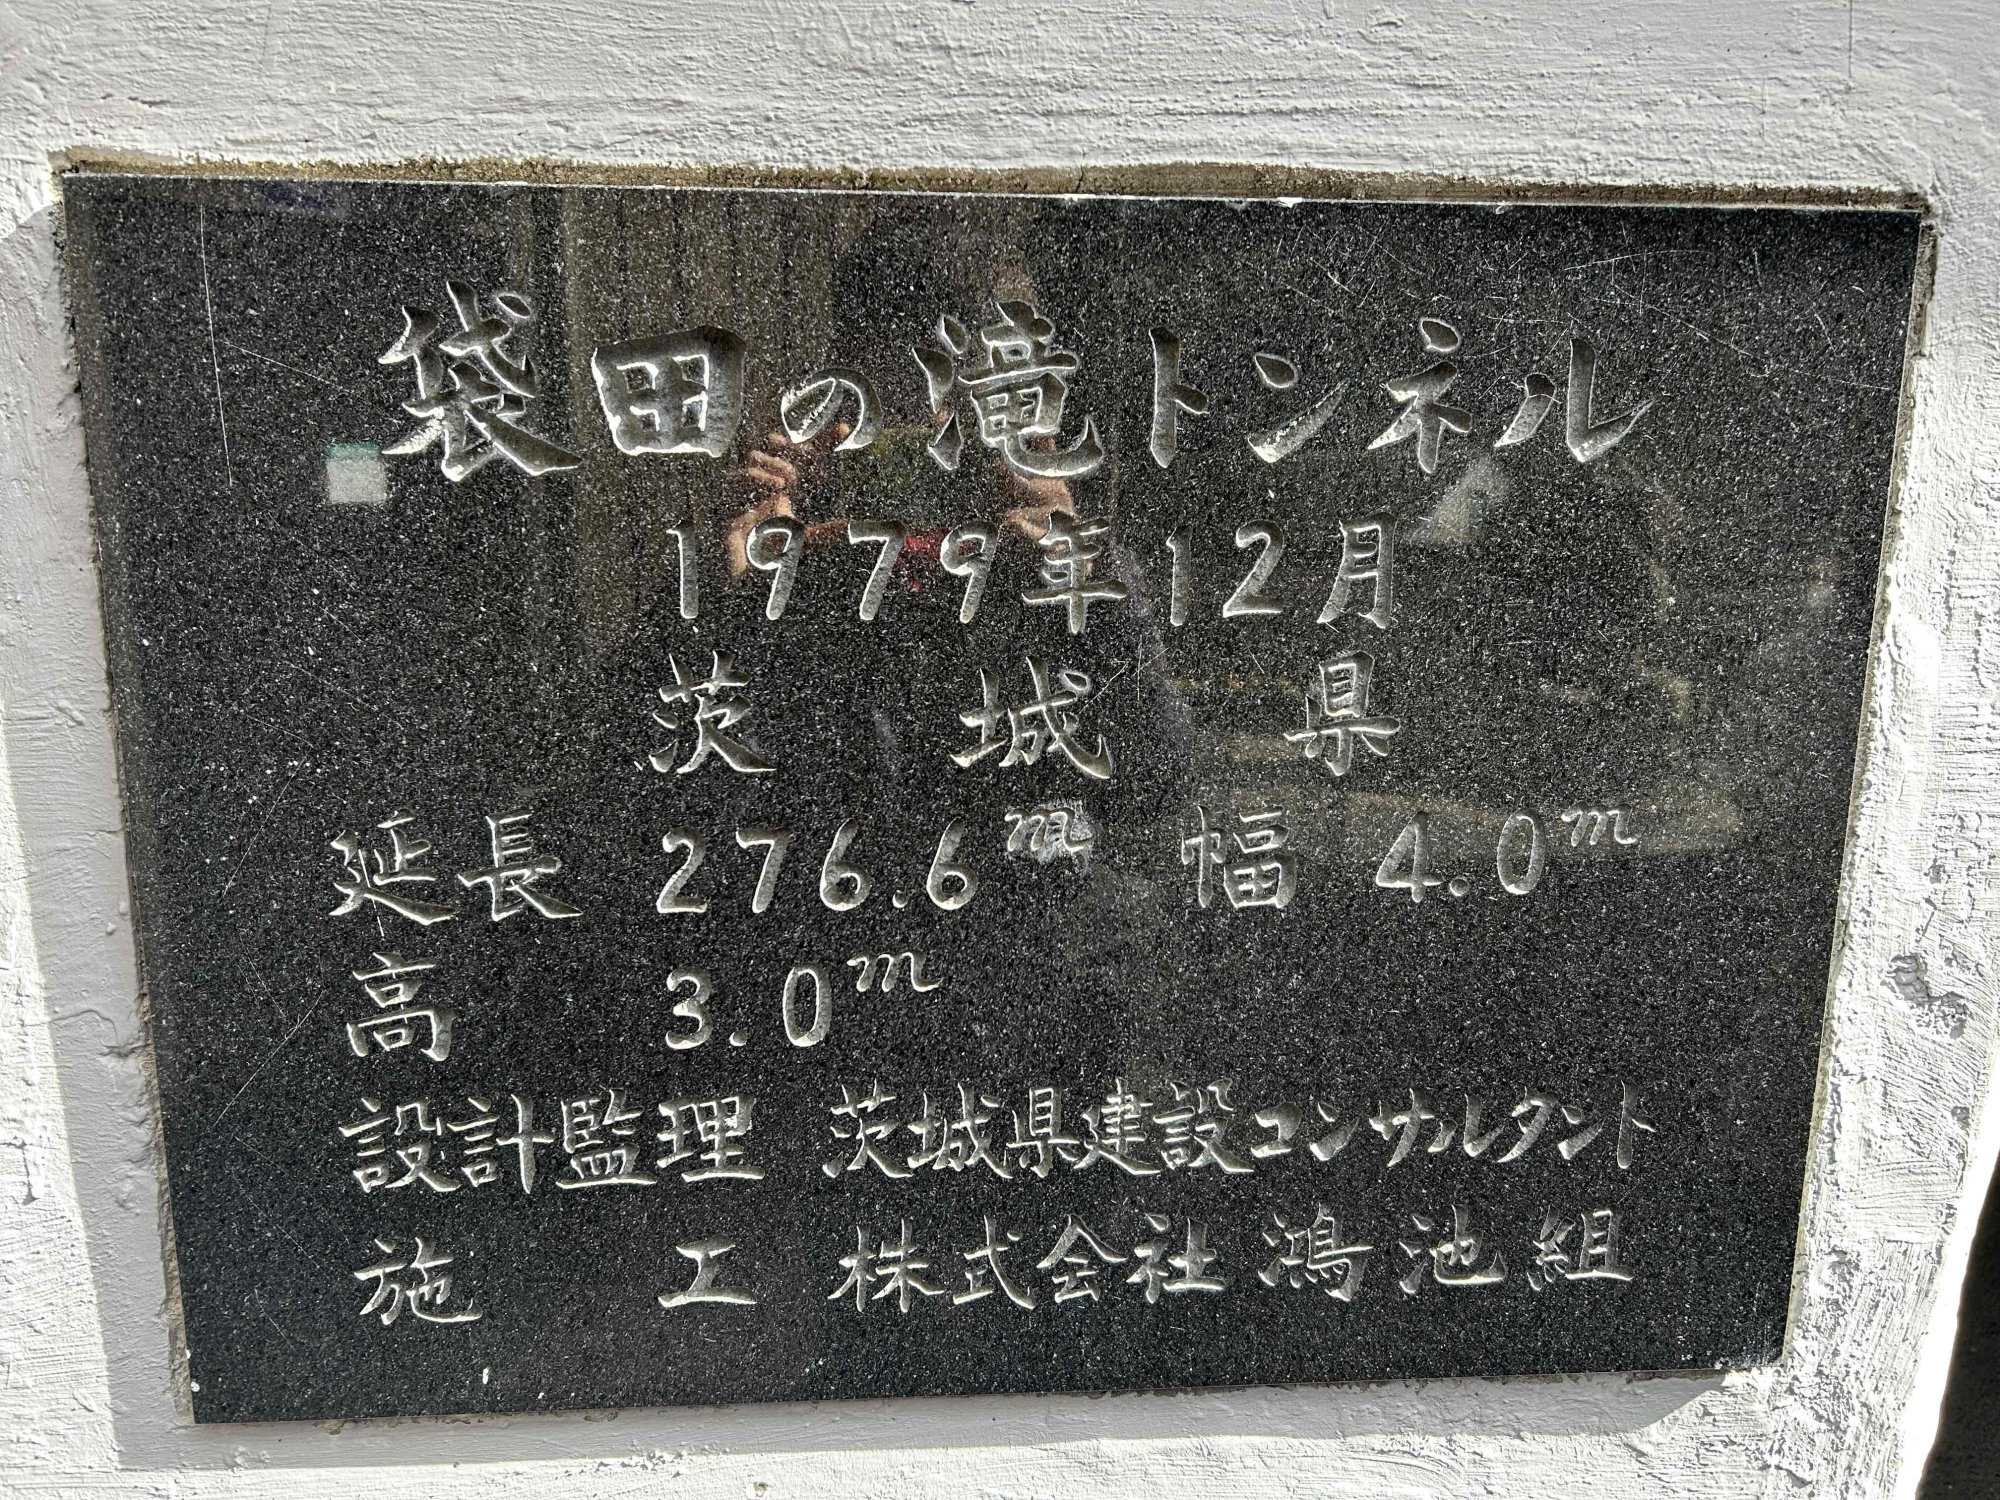 袋田の滝トンネル
1979年12月
茨城県
延長 276.6m 幅 4.0m
高 3.0m
設計監理 茨城県建設コンサルタント
施工 株式会社鴻池組